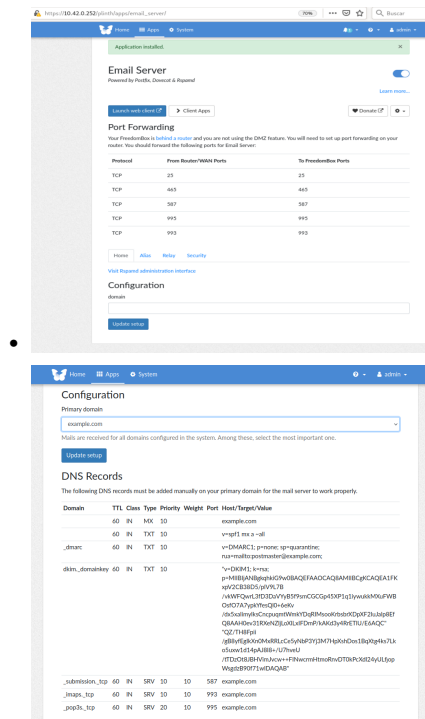 https://10.42.0.252/plinth/apps/email_server/
70%
Buscar
Home Apps System
admin
Application installed.
×
Email Server
Powered by Postfix, Dovecot & Rspamd
Learn more...
Launch web client
Client Apps
Donate
Port Forwarding
Your FreedomBox is behind a router and you are not using the DMZ feature. You will need to set up port forwarding on your
router. You should forward the following ports for Email Server:
Protocol From Router/WAN Ports To FreedomBox Ports
TCP 25 25
TCP 465 465
TCP 587 587
TCP 995 995
TCP 993 993
Home Alias Relay Security
Visit Rspamd administration interface
Configuration
domain
Update setup
Home Apps System
admin
Configuration
Primary domain
example.com
Mails are received for all domains configured in the system. Among these, select the most important one.
Update setup
DNS Records
The following DNS records must be added manually on your primary domain for the mail server to work properly.
Domain TTL Class Type Priority Weight Port Host/Target/Value
60 IN MX 10 example.com
60 IN TXT 10 v=spf1 mx a ~all
_dmarc 60 IN TXT 10 v=DMARC1; p=none; sp=quarantine;
rua=mailto:postmaster@example.com;
dkim._domainkey 60 IN TXT 10 "v=DKIM1; k=rsa;
_submission._tcp 60 IN SRV 10 10 587 example.com
_imaps._tcp 60 IN SRV 10 10 993 example.com
_pop3s._tcp 60 IN SRV 20 10 995 example.com